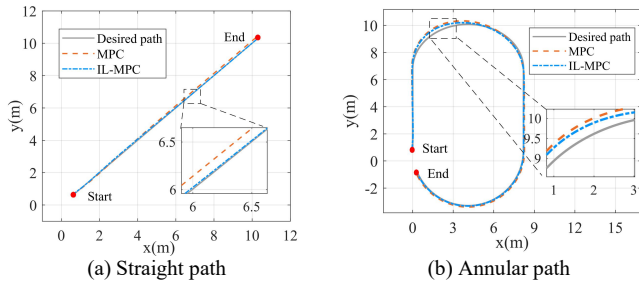 12
10
8
6
4
2
0
y(m)
Desired path
MPC
IL-MPC
End
Start
6.5
6
6
6.5
0
2
4
6
8
10
12
x(m)
(a) Straight path
10
8
6
4
2
0
-2
y(m)
Desired path
MPC
IL-MPC
Start
End
10
9.5
9
1
2
3
0
3
6
9
12
15
x(m)
(b) Annular path